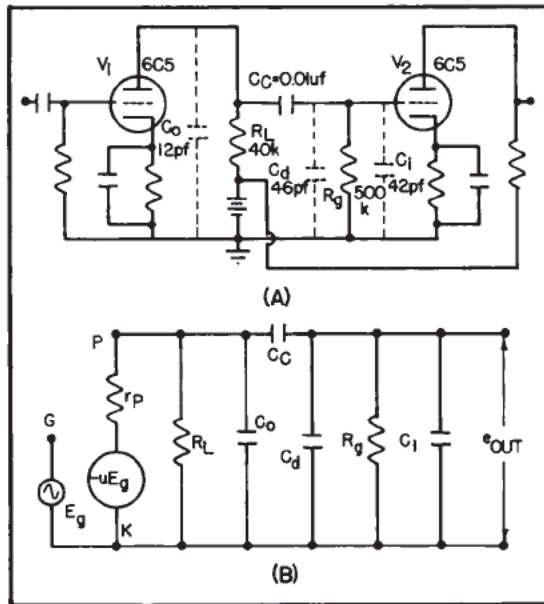 V1
6C5
Co
12pf
CC=0.01uf
RL
40k
Cd
46pf
Rg
500
k
Ci
42pf
V2
6C5
(A)
P
CC
rP
G
Eg
-uEg
K
RL
Co
Cd
Rg
Ci
eOUT
(B)